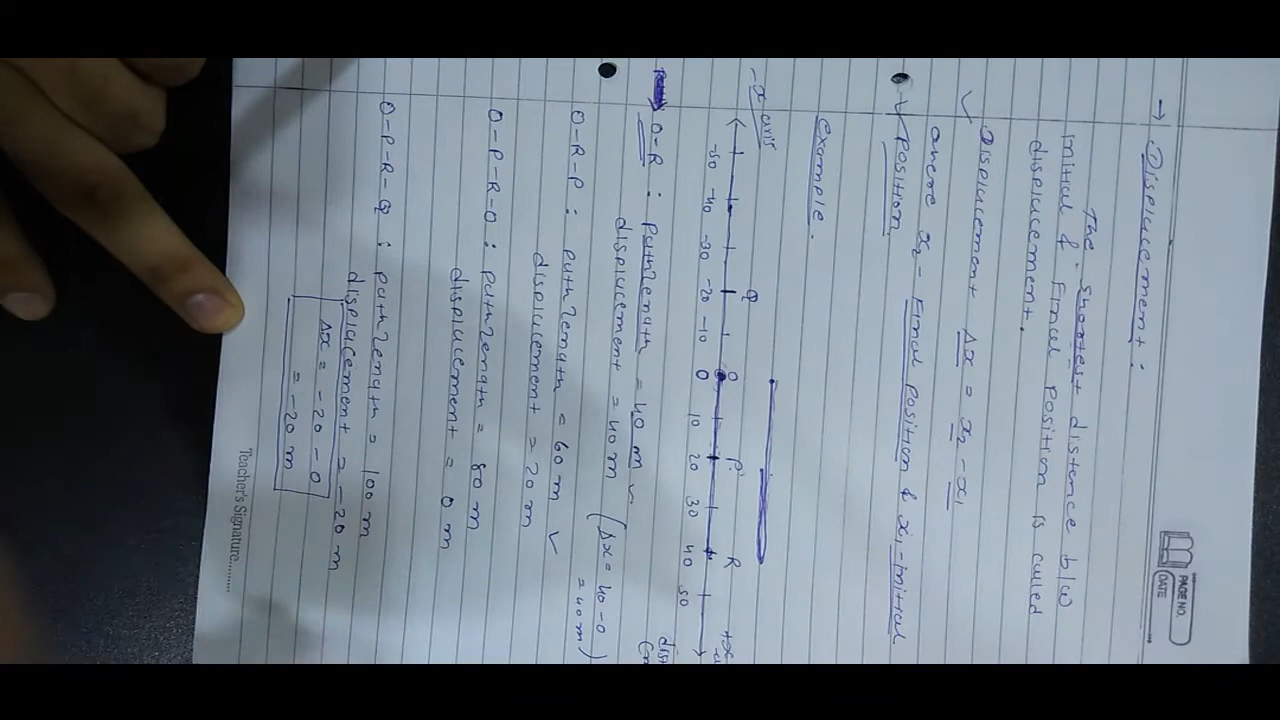 PAGE NO.
DATE
→ Displacement :
The shortest distance b/w
initial & Final position is called
displacement.
Displacement Δx = x2 - x1
where x2 - Final position & x1 - initial
position.
Example.
-x axis
Q O P R
-50 -40 -30 -20 -10 0 10 20 30 40 50
O-R : path length = 40 m
displacement = 40 m (Δx = 40-0
= 40 m)
O-R-P : path length = 60 m
displacement = 20 m
O-P-R-O : path length = 80 m
displacement = 0 m
O-P-R-Q : path length = 100 m
displacement = -20 m
Δx = -20 - 0
= -20 m
Teacher's Signature..........